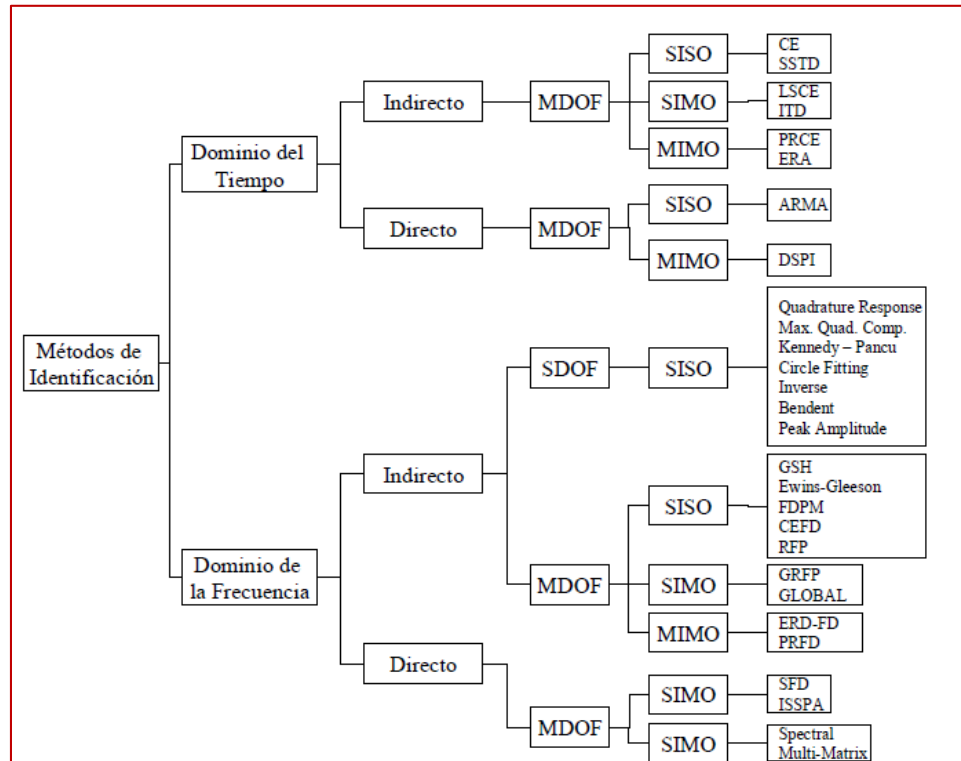 Métodos de
Identificación
Dominio del
Tiempo
Indirecto
MDOF
SISO
CE
SSTD
SIMO
LSCE
ITD
MIMO
PRCE
ERA
Directo
MDOF
SISO
ARMA
MIMO
DSPI
Dominio de
la Frecuencia
Indirecto
SDOF
SISO
Quadrature Response
Max. Quad. Comp.
Kennedy – Pancu
Circle Fitting
Inverse
Bendent
Peak Amplitude
MDOF
SISO
GSH
Ewins-Gleeson
FDPM
CEFD
RFP
SIMO
GRFP
GLOBAL
MIMO
ERD-FD
PRFD
Directo
MDOF
SIMO
SFD
ISSPA
SIMO
Spectral
Multi-Matrix